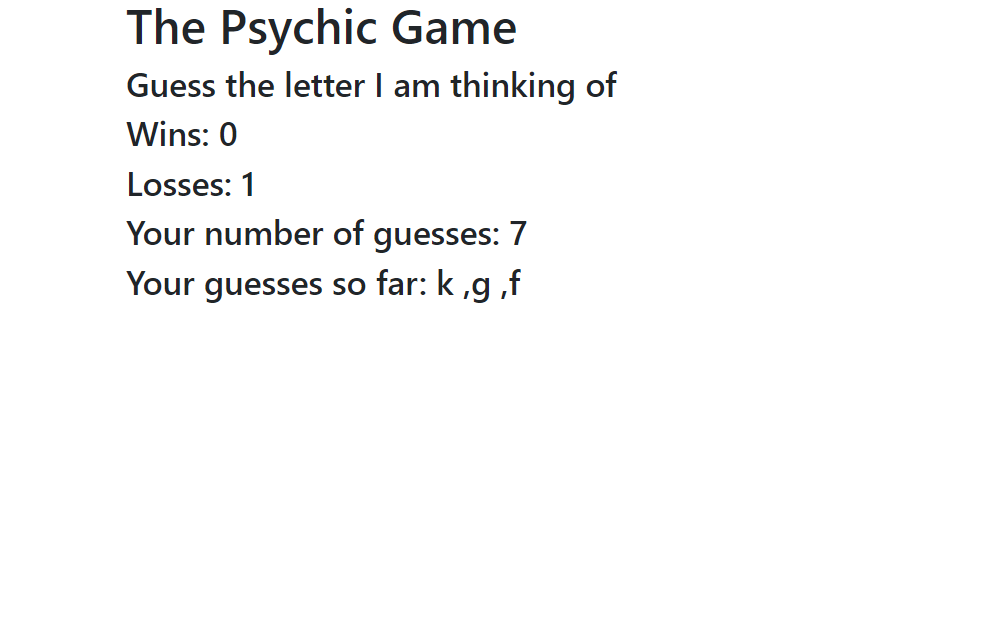 The Psychic Game
Guess the letter I am thinking of
Wins: 0
Losses: 1
Your number of guesses: 7
Your guesses so far: k ,g ,f